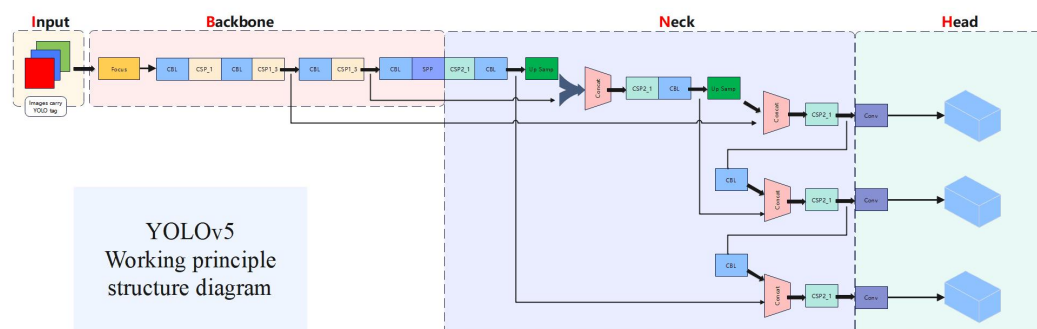 Input
Backbone
Neck
Head
Images carry
YOLO tag
Focus
CBL
CSP_1
CBL
CSP1_3
CBL
CSP1_3
CBL
SPP
CSP2_1
CBL
Up Samp
Concat
CSP2_1
CBL
Up Samp
Concat
CSP2_1
Conv
CBL
Concat
CSP2_1
Conv
CBL
Concat
CSP2_1
Conv
YOLOv5
Working principle
structure diagram